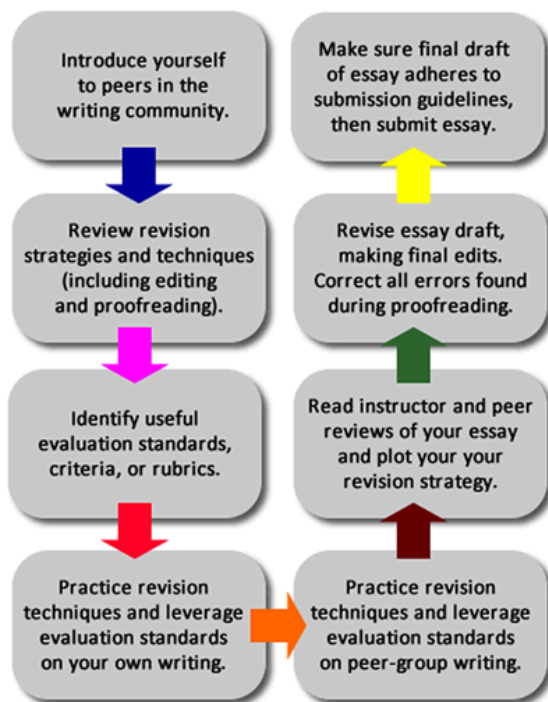 Introduce yourself
to peers in the
writing community.
Review revision
strategies and techniques
(including editing
and proofreading).
Identify useful
evaluation standards,
criteria, or rubrics.
Practice revision
techniques and leverage
evaluation standards
on your own writing.
Practice revision
techniques and leverage
evaluation standards
on peer-group writing.
Read instructor and peer
reviews of your essay
and plot your your
revision strategy.
Revise essay draft,
making final edits.
Correct all errors found
during proofreading.
Make sure final draft
of essay adheres to
submission guidelines,
then submit essay.